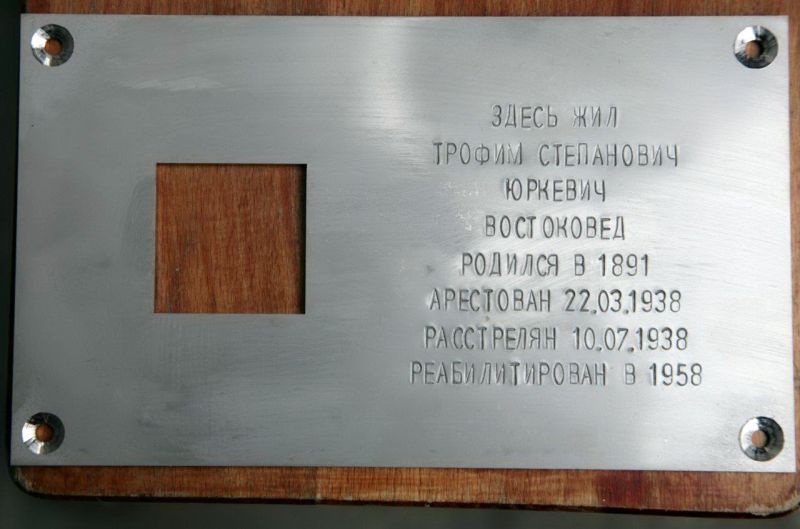 ЗДЕСЬ ЖИЛ
ТРОФИМ СТЕПАНОВИЧ
ЮРКЕВИЧ
ВОСТОКОВЕД
РОДИЛСЯ В 1891
АРЕСТОВАН 22.03.1938
РАССТРЕЛЯН 10.07.1938
РЕАБИЛИТИРОВАН В 1958